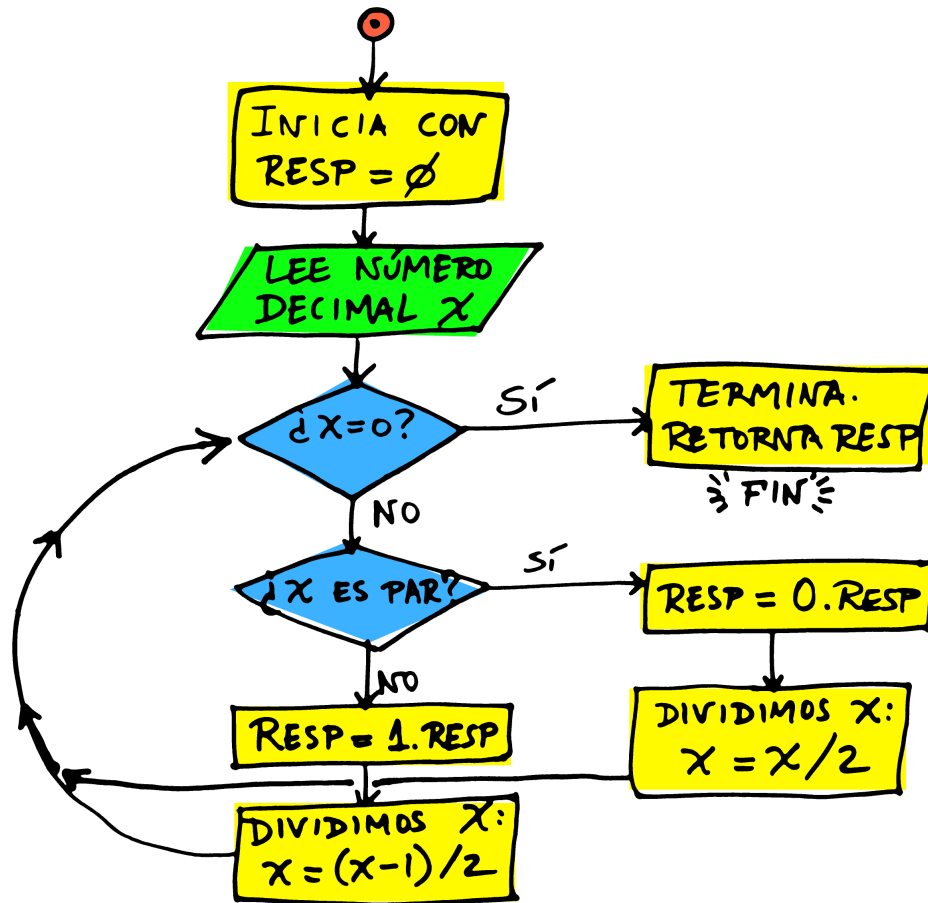 INICIA CON
RESP = ∅
LEE NÚMERO
DECIMAL X
¿X=0?
SÍ
TERMINA.
RETORNA RESP
FIN
NO
¿X ES PAR?
SÍ
RESP = 0.RESP
DIVIDIMOS X:
X = X/2
NO
RESP = 1.RESP
DIVIDIMOS X:
X = (X-1)/2